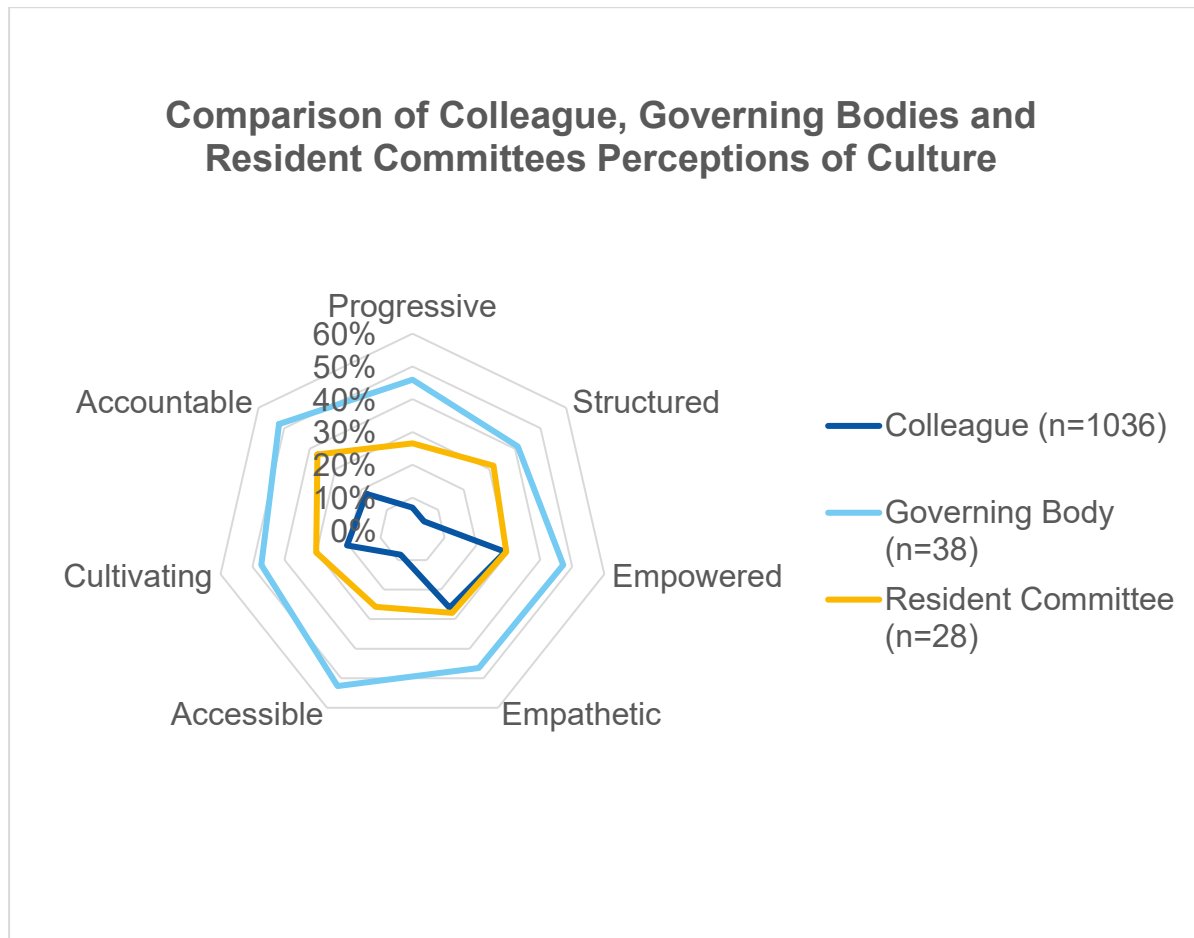 Comparison of Colleague, Governing Bodies and
Resident Committees Perceptions of Culture
Progressive
60%
50%
40%
30%
20%
10%
0%
Structured
Empowered
Empathetic
Accessible
Cultivating
Accountable
Colleague (n=1036)
Governing Body
(n=38)
Resident Committee
(n=28)